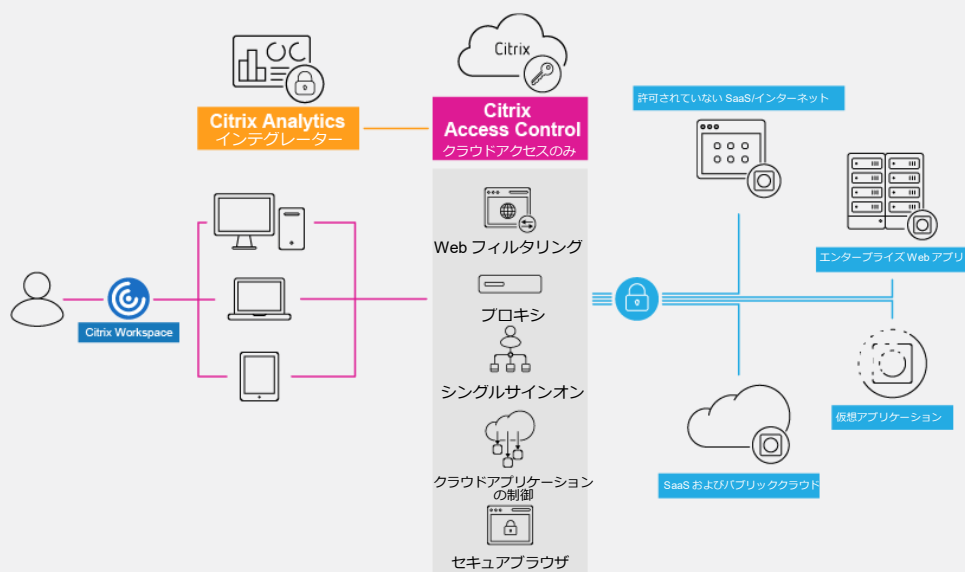 Citrix
Citrix Analytics
インテグレーター
Citrix
Access Control
クラウドアクセスのみ
許可されていない SaaS/インターネット
Web フィルタリング
エンタープライズ Web アプリ
プロキシ
Citrix Workspace
シングルサインオン
仮想アプリケーション
クラウドアプリケーション
の制御
SaaS およびパブリッククラウド
セキュアブラウザ